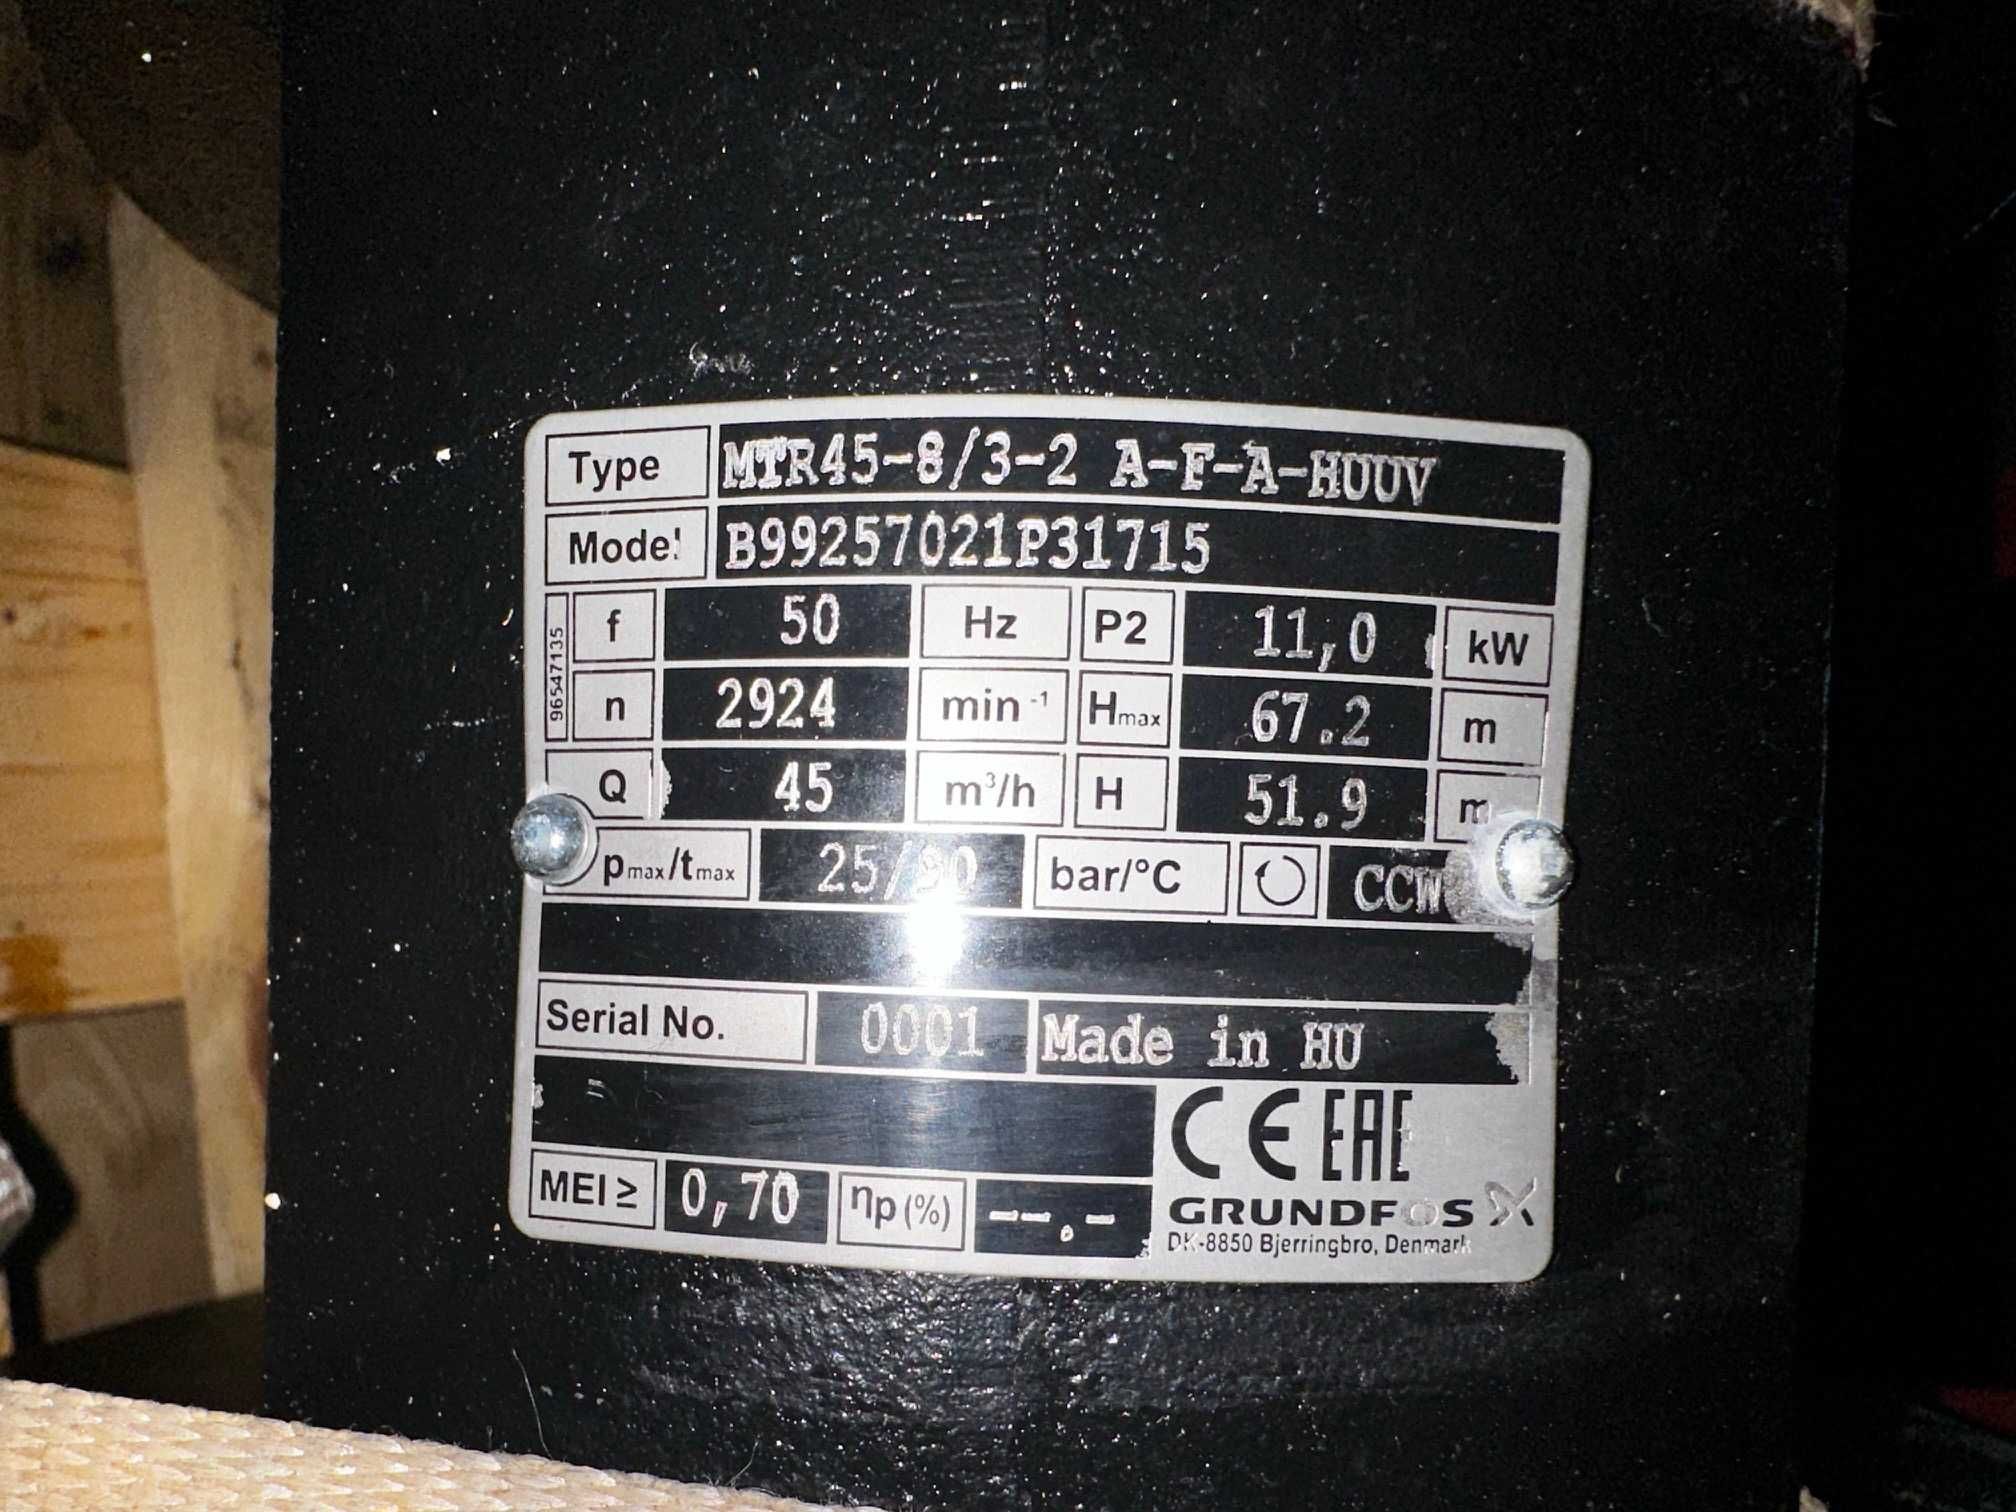 Type MTR45-8/3-2 A-F-A-HUUV
Model B99257021P31715
96547135
f 50 Hz P2 11,0 kW
n 2924 min⁻¹ Hmax 67.2 m
Q 45 m³/h H 51.9 m
pmax/tmax 25/90 bar/°C CCW
Serial No. 0001 Made in HU
CE EAC
MEI ≥ 0,70 ηp (%) --.-
GRUNDFOS
DK-8850 Bjerringbro, Denmark